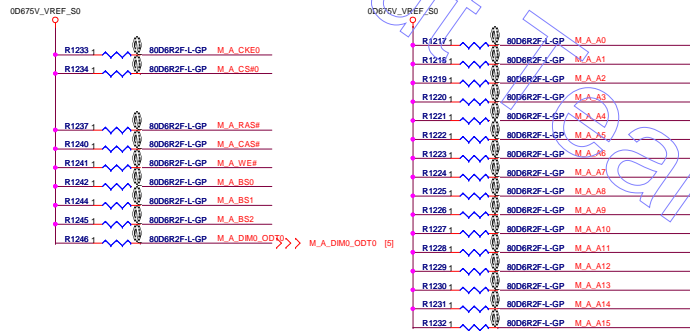 0D675V_VREF_S0
R1233 1 80D6R2F-L-GP M_A_CKE0
R1234 1 80D6R2F-L-GP M_A_CS#0
R1237 1 80D6R2F-L-GP M_A_RAS#
R1240 1 80D6R2F-L-GP M_A_CAS#
R1241 1 80D6R2F-L-GP M_A_WE#
R1242 1 80D6R2F-L-GP M_A_BS0
R1244 1 80D6R2F-L-GP M_A_BS1
R1245 1 80D6R2F-L-GP M_A_BS2
R1246 1 80D6R2F-L-GP M_A_DIM0_ODT0 M_A_DIM0_ODT0 [5]
0D675V_VREF_S0
R1217 1 80D6R2F-L-GP M_A_A0
R1218 1 80D6R2F-L-GP M_A_A1
R1219 1 80D6R2F-L-GP M_A_A2
R1220 1 80D6R2F-L-GP M_A_A3
R1221 1 80D6R2F-L-GP M_A_A4
R1222 1 80D6R2F-L-GP M_A_A5
R1223 1 80D6R2F-L-GP M_A_A6
R1224 1 80D6R2F-L-GP M_A_A7
R1225 1 80D6R2F-L-GP M_A_A8
R1226 1 80D6R2F-L-GP M_A_A9
R1227 1 80D6R2F-L-GP M_A_A10
R1228 1 80D6R2F-L-GP M_A_A11
R1229 1 80D6R2F-L-GP M_A_A12
R1230 1 80D6R2F-L-GP M_A_A13
R1231 1 80D6R2F-L-GP M_A_A14
R1232 1 80D6R2F-L-GP M_A_A15